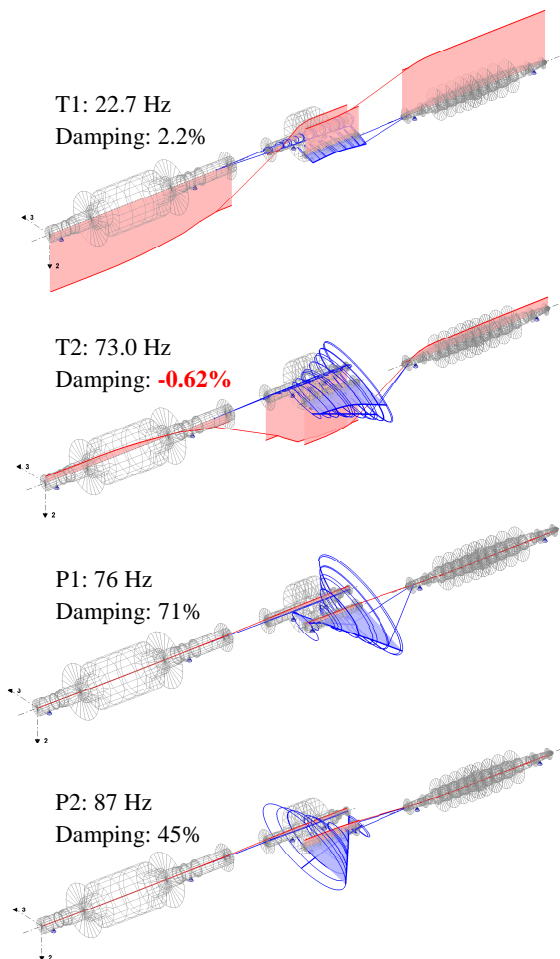 T1: 22.7 Hz
Damping: 2.2%
3
2
T2: 73.0 Hz
Damping: -0.62%
3
2
P1: 76 Hz
Damping: 71%
3
2
P2: 87 Hz
Damping: 45%
3
2